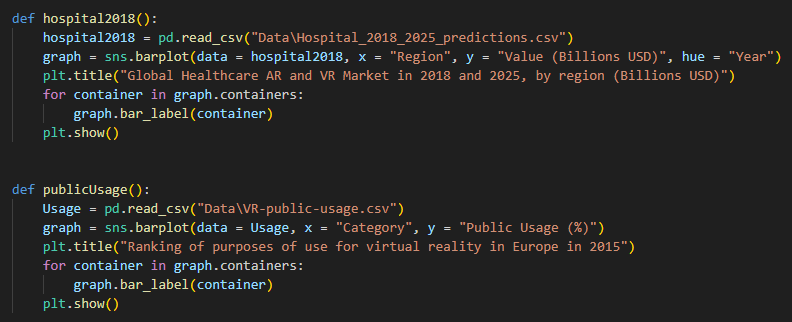 def hospital2018():
    hospital2018 = pd.read_csv("Data\Hospital_2018_2025_predictions.csv")
    graph = sns.barplot(data = hospital2018, x = "Region", y = "Value (Billions USD)", hue = "Year")
    plt.title("Global Healthcare AR and VR Market in 2018 and 2025, by region (Billions USD)")
    for container in graph.containers:
        graph.bar_label(container)
    plt.show()
def publicUsage():
    Usage = pd.read_csv("Data\VR-public-usage.csv")
    graph = sns.barplot(data = Usage, x = "Category", y = "Public Usage (%)")
    plt.title("Ranking of purposes of use for virtual reality in Europe in 2015")
    for container in graph.containers:
        graph.bar_label(container)
    plt.show()